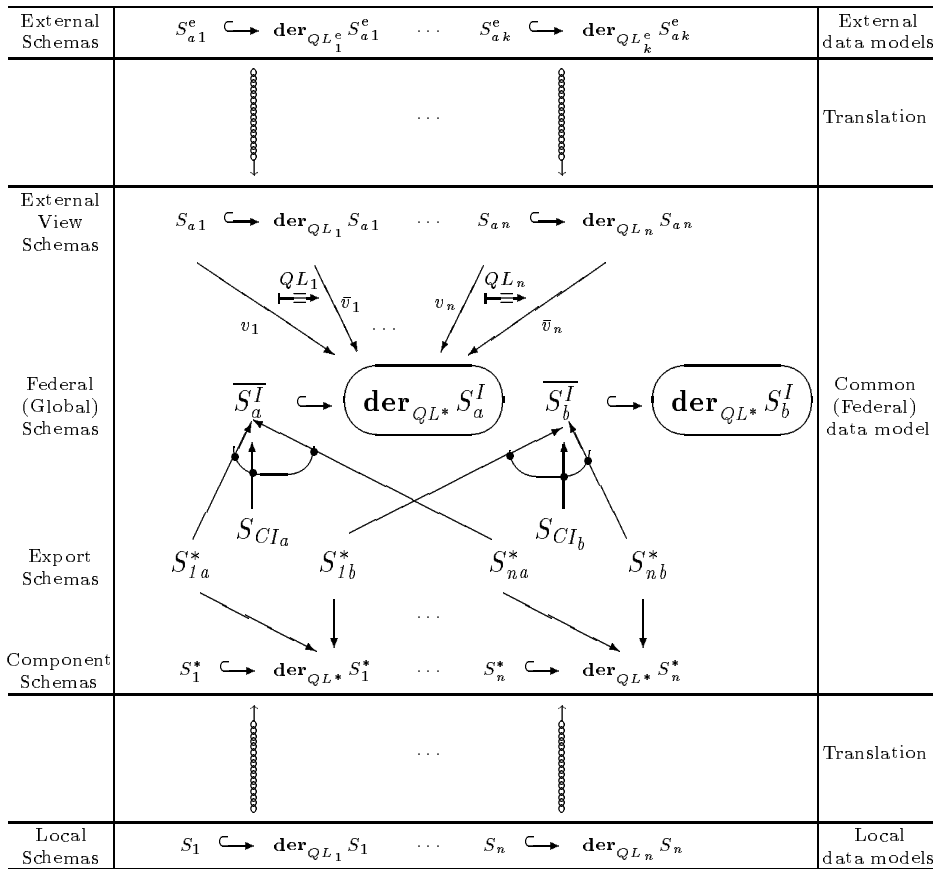 External Schemas
S^e_{a1} ↪ der_{QL^e_1} S^e_{a1} ··· S^e_{ak} ↪ der_{QL^e_k} S^e_{ak}
External data models
···
Translation
External View Schemas
S_{a1} ↪ der_{QL_1} S_{a1} ··· S_{an} ↪ der_{QL_n} S_{an}
QL_1 QL_n
v_1 v̄_1 ··· v_n v̄_n
Federal (Global) Schemas
\overline{S^I_a} ↪ der_{QL*} S^I_a \overline{S^I_b} ↪ der_{QL*} S^I_b
Common (Federal) data model
S_{CI_a} S_{CI_b}
Export Schemas
S^*_{1a} S^*_{1b} S^*_{na} S^*_{nb}
···
Component Schemas
S^*_1 ↪ der_{QL*} S^*_1 ··· S^*_n ↪ der_{QL*} S^*_n
···
Translation
Local Schemas
S_1 ↪ der_{QL_1} S_1 ··· S_n ↪ der_{QL_n} S_n
Local data models